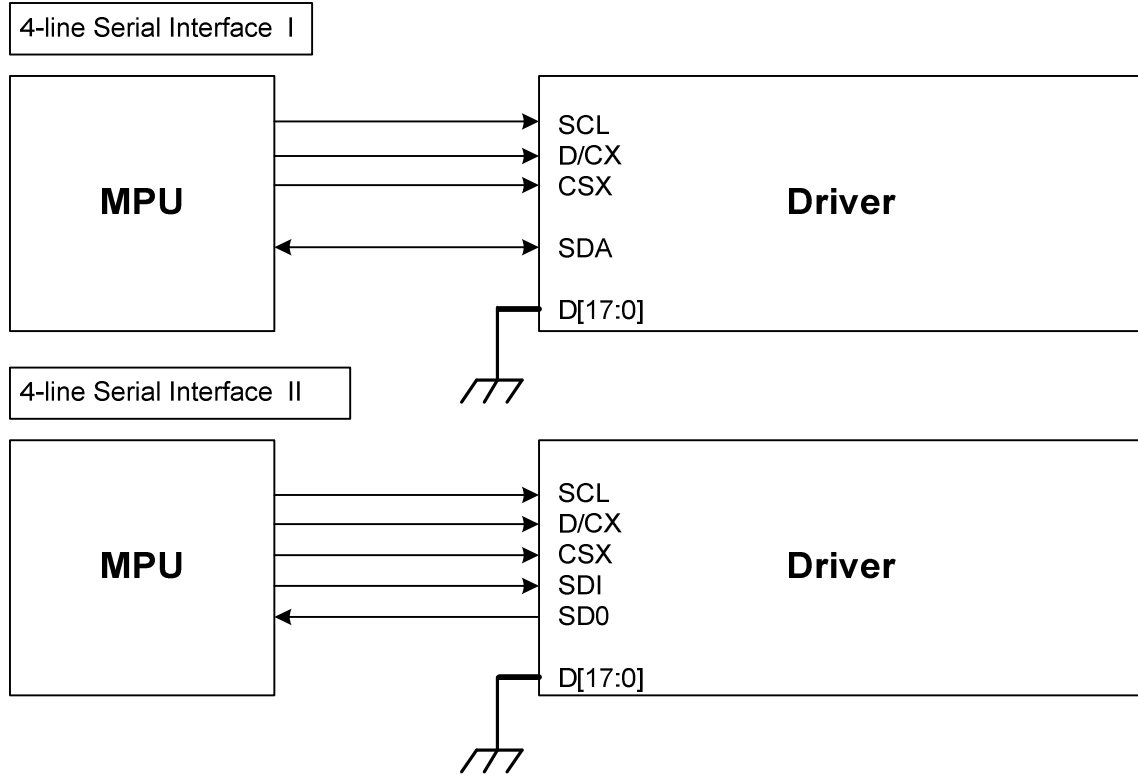 4-line Serial Interface I
MPU
SCL
D/CX
CSX
SDA
D[17:0]
Driver
4-line Serial Interface II
MPU
SCL
D/CX
CSX
SDI
SD0
D[17:0]
Driver